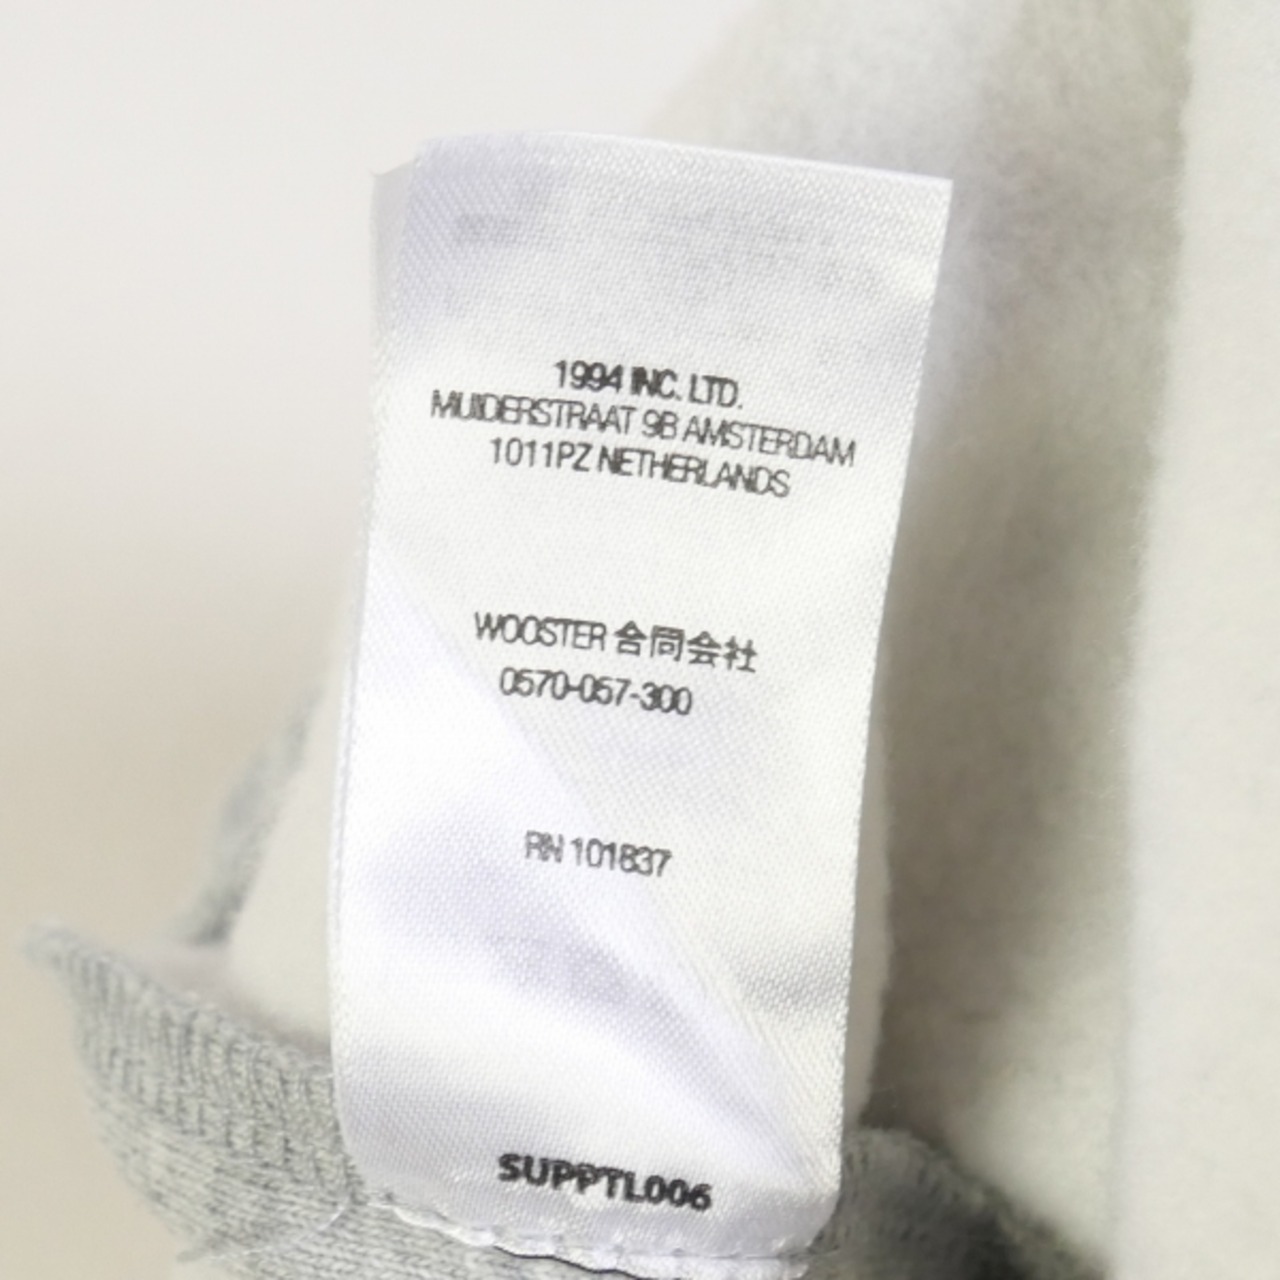 1994 INC. LTD.
MUIDERSTRAAT 9B AMSTERDAM
1011PZ NETHERLANDS
WOOSTER 合同会社
0570-057-300
RN 101837
SUPPTL006